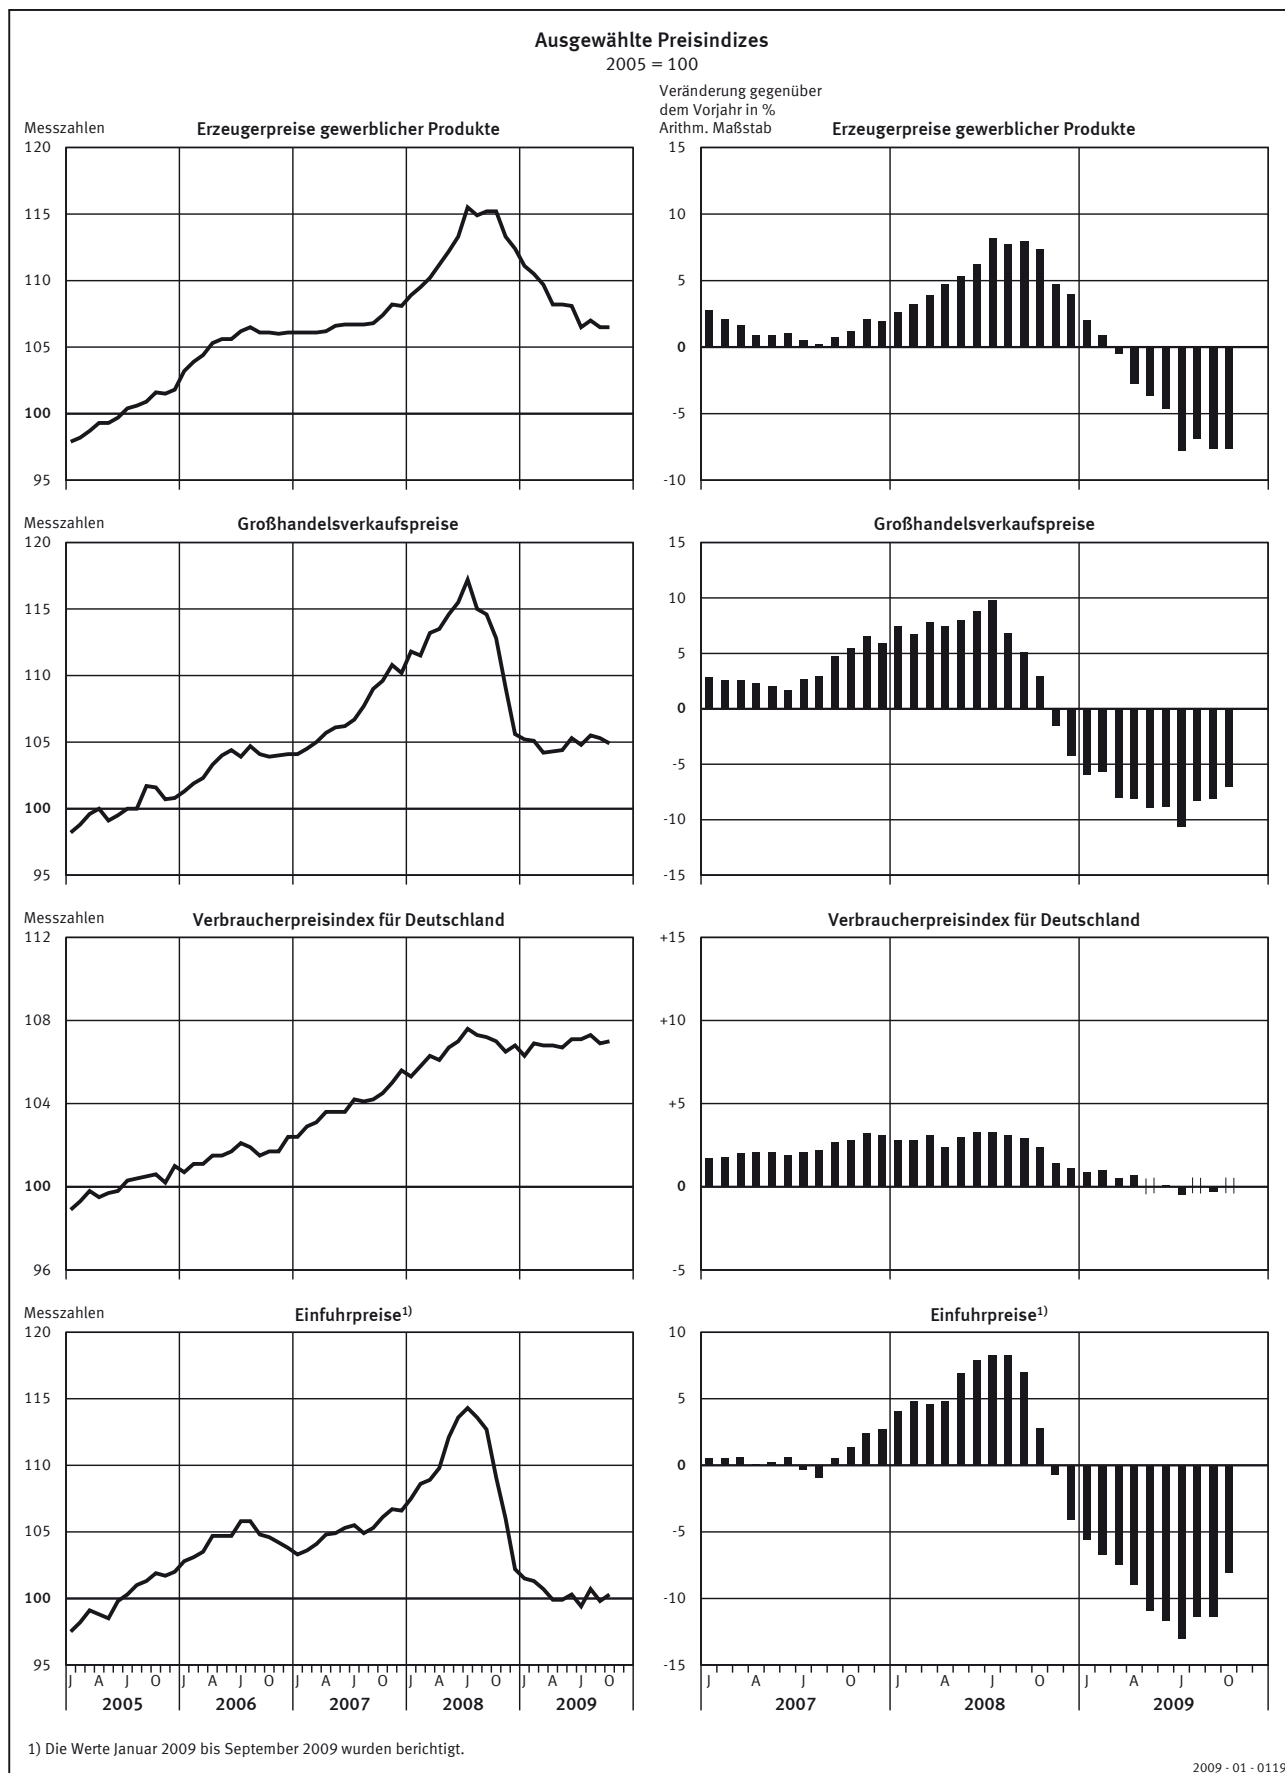 Ausgewählte Preisindizes
2005 = 100
Veränderung gegenüber
dem Vorjahr in %
Arithm. Maßstab
Messzahlen
Erzeugerpreise gewerblicher Produkte
120
115
110
105
100
95
Erzeugerpreise gewerblicher Produkte
15
10
5
0
-5
-10
Messzahlen
Großhandelsverkaufspreise
120
115
110
105
100
95
Großhandelsverkaufspreise
15
10
5
0
-5
-10
-15
Messzahlen
Verbraucherpreisindex für Deutschland
112
108
104
100
96
Verbraucherpreisindex für Deutschland
+15
+10
+5
0
-5
Messzahlen
Einfuhrpreise1)
120
115
110
105
100
95
J A J O J A J O J A J O J A J O J A J O
2005 2006 2007 2008 2009
Einfuhrpreise1)
10
5
0
-5
-10
-15
J A J O J A J O J A J O
2007 2008 2009
1) Die Werte Januar 2009 bis September 2009 wurden berichtigt.
2009 - 01 - 0119